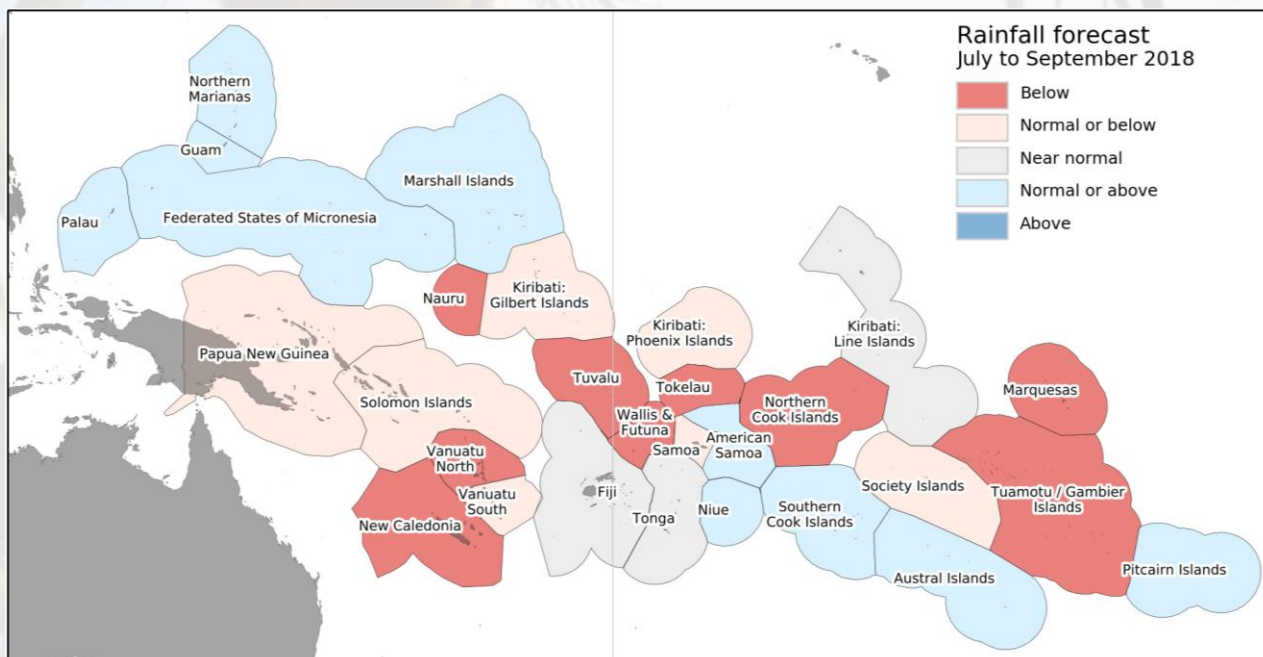 Rainfall forecast
July to September 2018
Below
Normal or below
Near normal
Normal or above
Above
Northern
Marianas
Guam
Palau
Federated States of Micronesia
Marshall Islands
Nauru
Kiribati:
Gilbert Islands
Kiribati:
Phoenix Islands
Kiribati:
Line Islands
Papua New Guinea
Solomon Islands
Tuvalu
Tokelau
Northern
Cook Islands
Marquesas
Wallis &
Futuna
Samoa
American
Samoa
Vanuatu
North
Vanuatu
South
New Caledonia
Fiji
Tonga
Niue
Southern
Cook Islands
Society Islands
Tuamotu / Gambier
Islands
Austral Islands
Pitcairn Islands